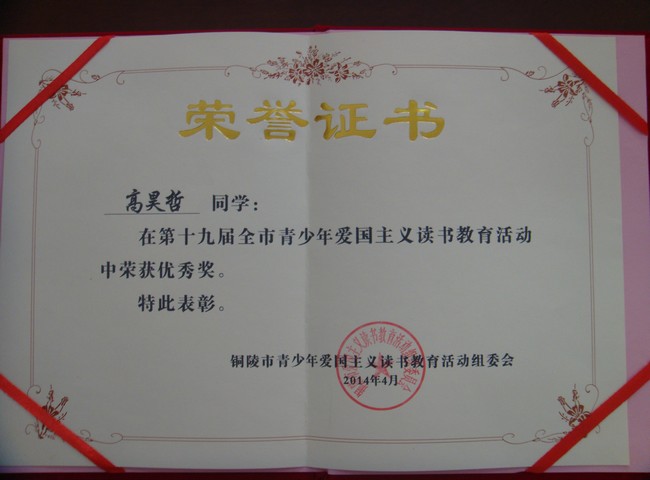 荣誉证书
高昊哲 同学：
在第十九届全市青少年爱国主义读书教育活动
中荣获优秀奖。
特此表彰。
铜陵市青少年爱国主义读书教育活动组委会
2014年4月